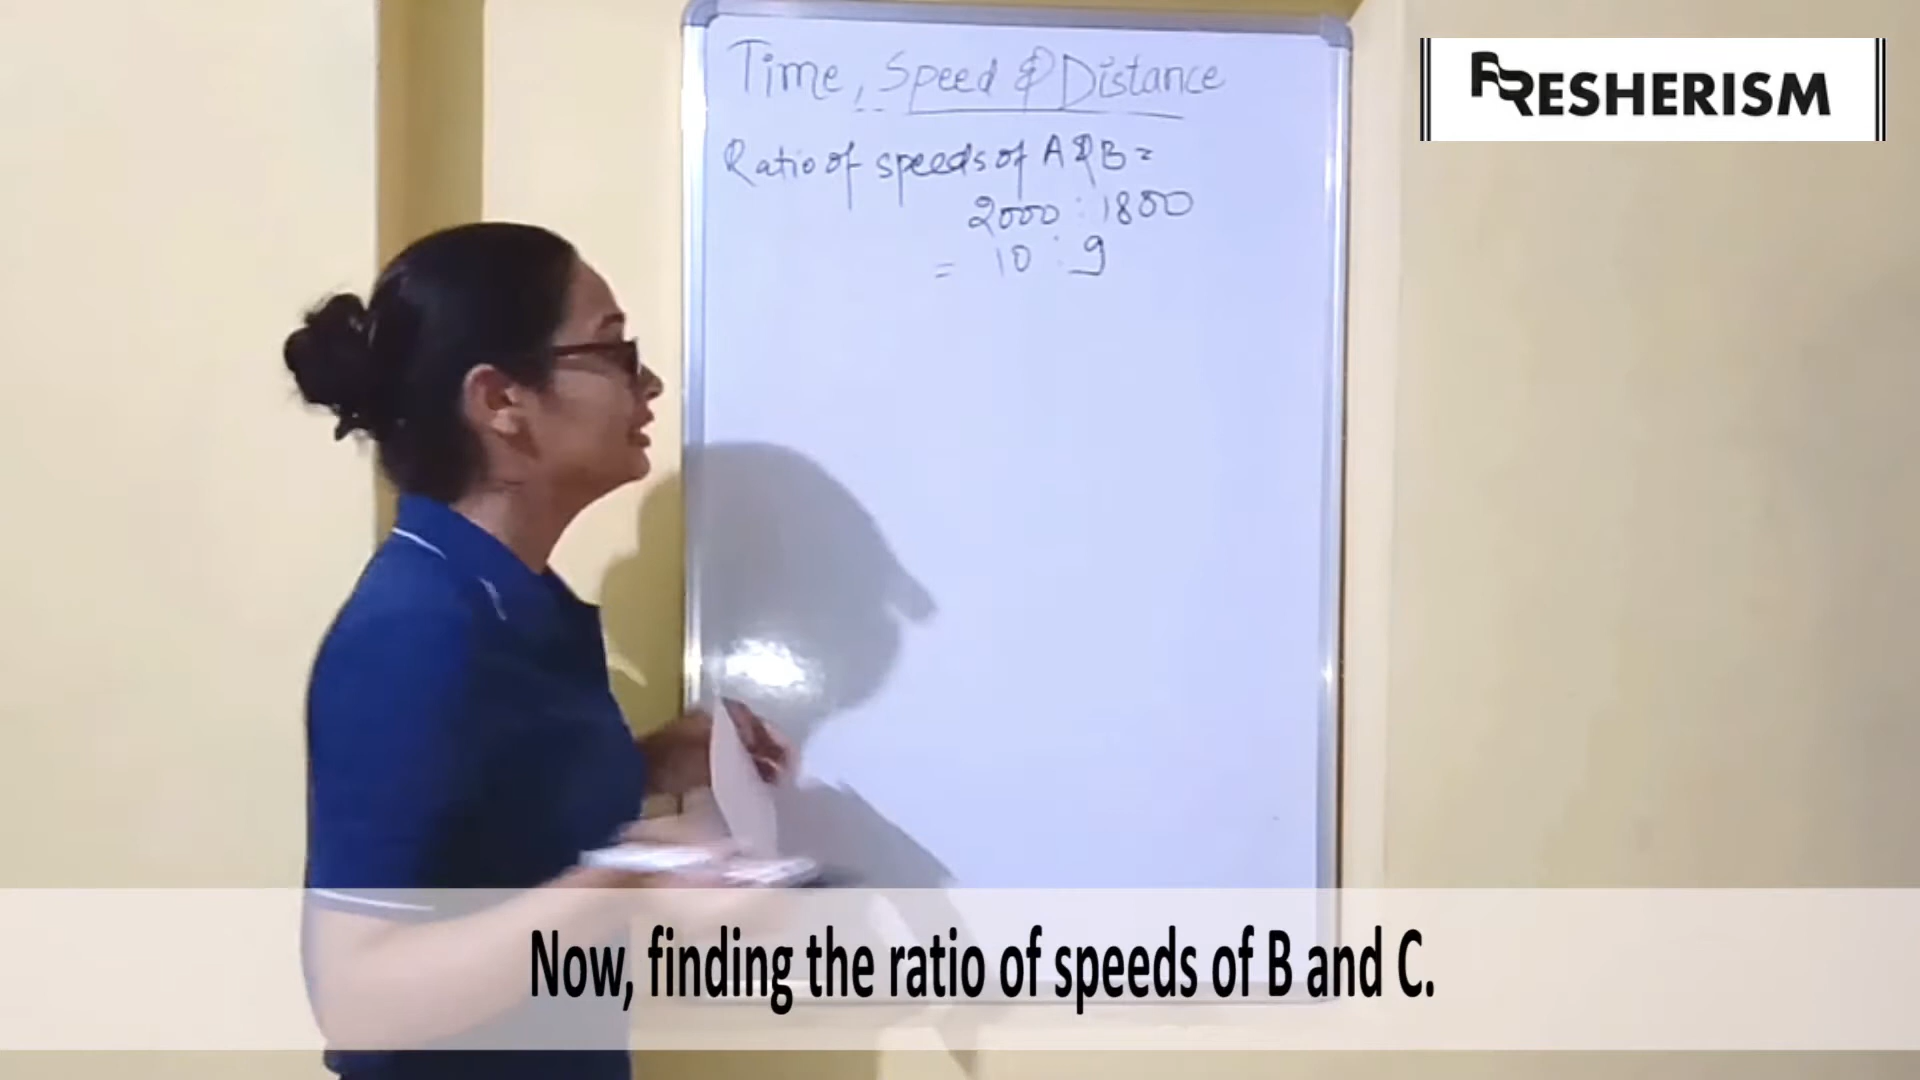 Time, Speed & Distance
FRESHERISM
Ratio of speeds of A & B =
2000 : 1800
= 10 : 9
Now, finding the ratio of speeds of B and C.